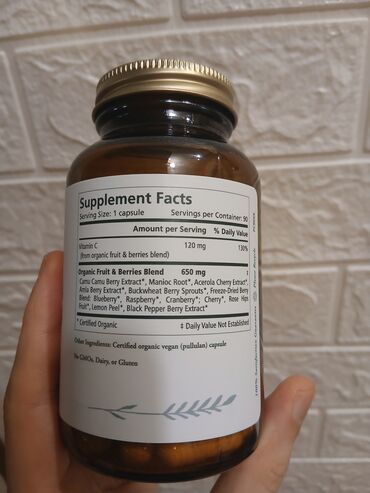 Supplement Facts
Serving Size: 1 capsule Servings per Container: 90
Amount per Serving % Daily Value
Vitamin C 120 mg 130%
(from organic fruit & berries blend)
Organic Fruit & Berries Blend 650 mg ‡
Camu Camu Berry Extract*, Manioc Root*, Acerola Cherry Extract*,
Amla Berry Extract*, Buckwheat Berry Sprouts*, Freeze-Dried Berry
Blend: Blueberry*, Raspberry*, Cranberry*; Cherry*, Rose Hips
Fruit*, Lemon Peel*, Black Pepper Berry Extract*
* Certified Organic ‡ Daily Value Not Established
Other Ingredients: Certified organic vegan (pullulan) capsule
No GMOs, Dairy, or Gluten
100% Satisfaction Guarantee